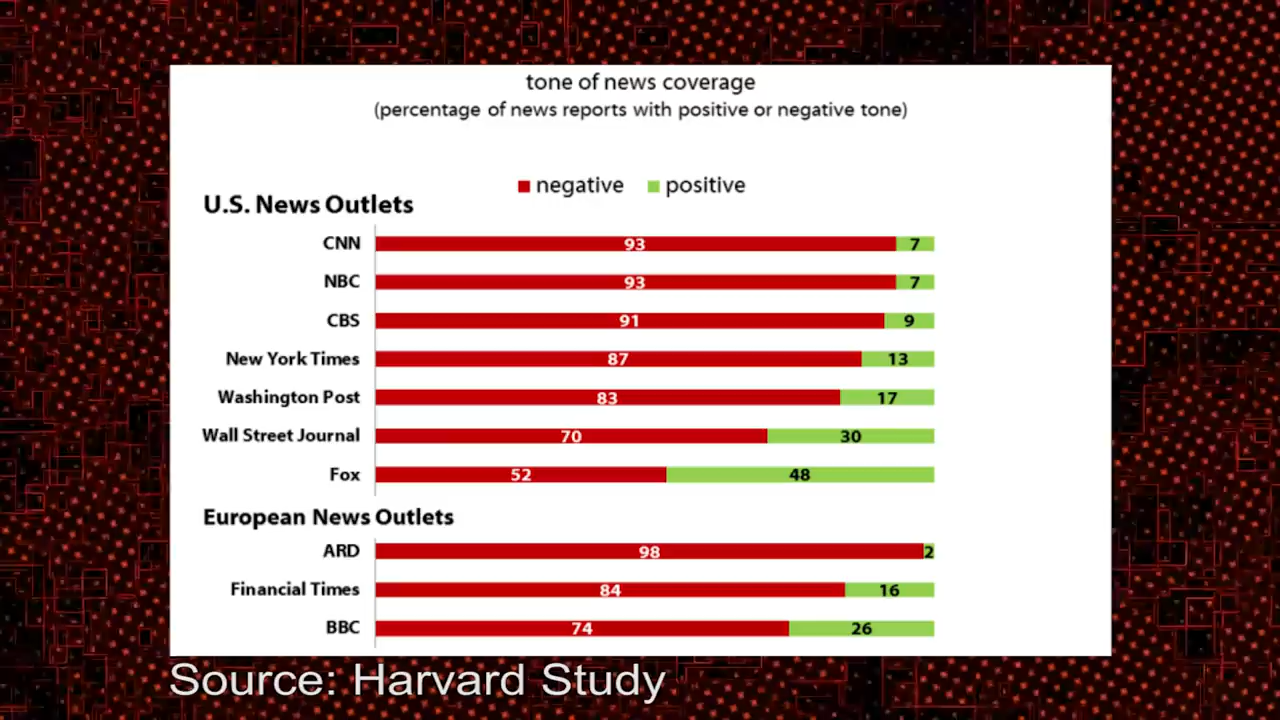 tone of news coverage
(percentage of news reports with positive or negative tone)
negative positive
U.S. News Outlets
CNN 93 7
NBC 93 7
CBS 91 9
New York Times 87 13
Washington Post 83 17
Wall Street Journal 70 30
Fox 52 48
European News Outlets
ARD 98 2
Financial Times 84 16
BBC 74 26
Source: Harvard Study